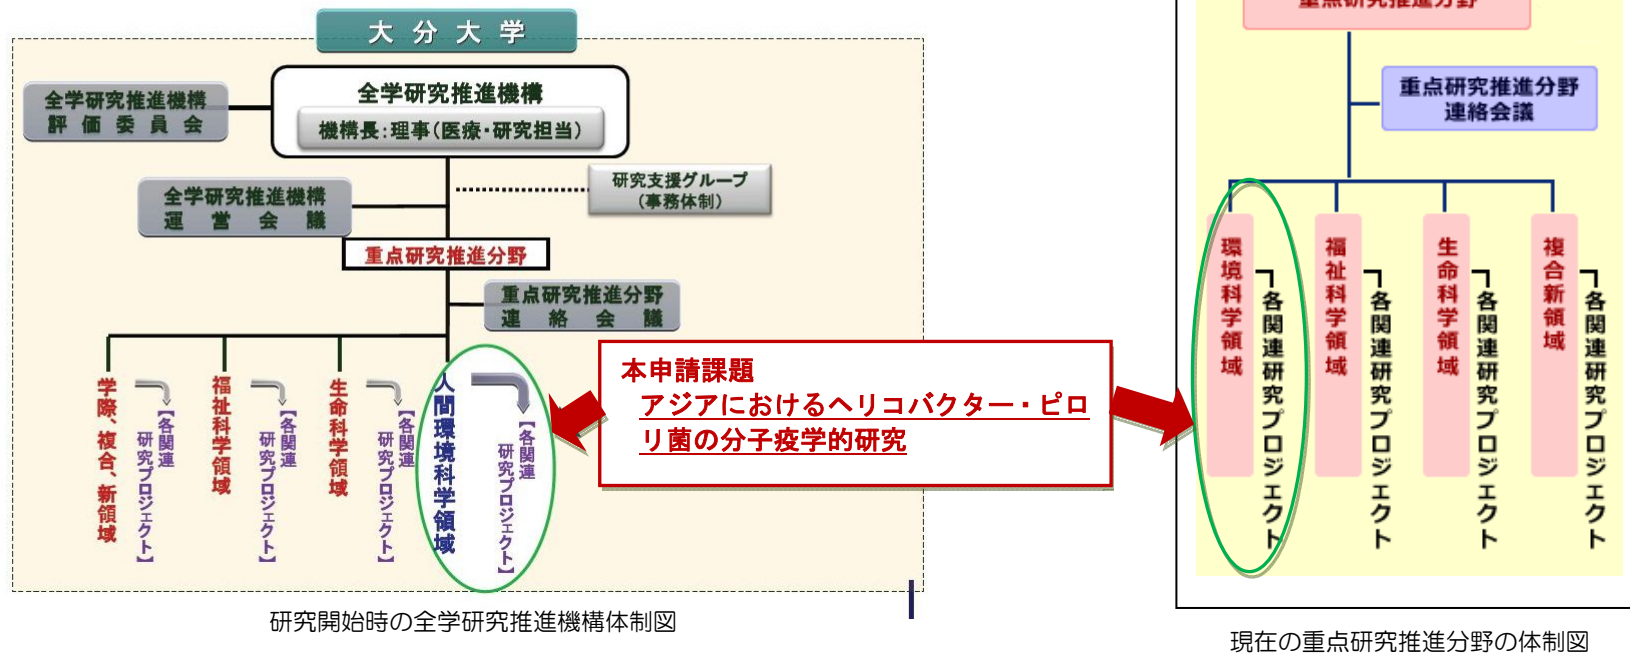 大分大学
全学研究推進機構
評価委員会
全学研究推進機構
機構長：理事（医療・研究担当）
全学研究推進機構
運営会議
研究支援グループ
（事務体制）
重点研究推進分野
重点研究推進分野
連絡会議
学際、複合、新領域
【各関連
研究プロジェクト】
福祉科学領域
【各関連
研究プロジェクト】
生命科学領域
【各関連
研究プロジェクト】
人間環境科学領域
【各関連
研究プロジェクト】
研究開始時の全学研究推進機構体制図
本申請課題
アジアにおけるヘリコバクター・ピロ
リ菌の分子疫学的研究
重点研究推進分野
重点研究推進分野
連絡会議
環境科学領域
各関連研究プロジェクト
福祉科学領域
各関連研究プロジェクト
生命科学領域
各関連研究プロジェクト
複合新領域
各関連研究プロジェクト
現在の重点研究推進分野の体制図